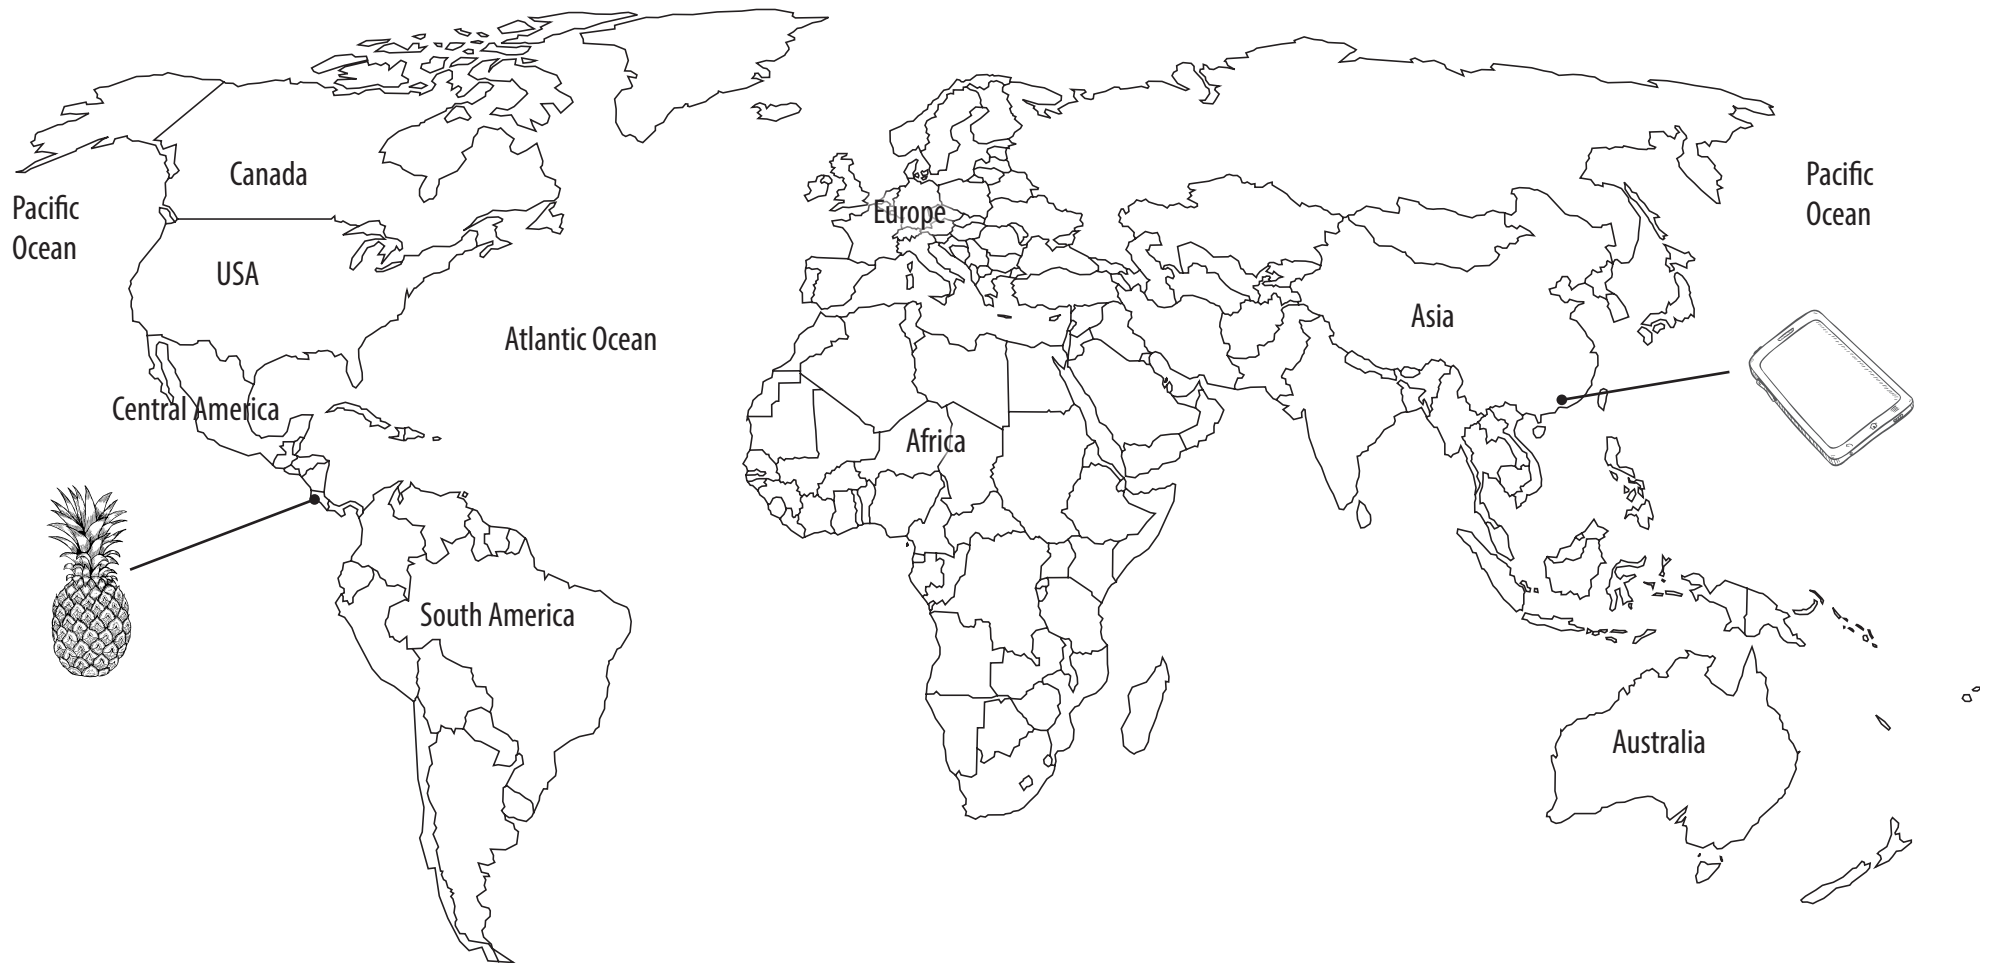 Canada
Pacific
Ocean
Pacific
Ocean
Europe
USA
Asia
Atlantic Ocean
Central America
Africa
South America
Australia